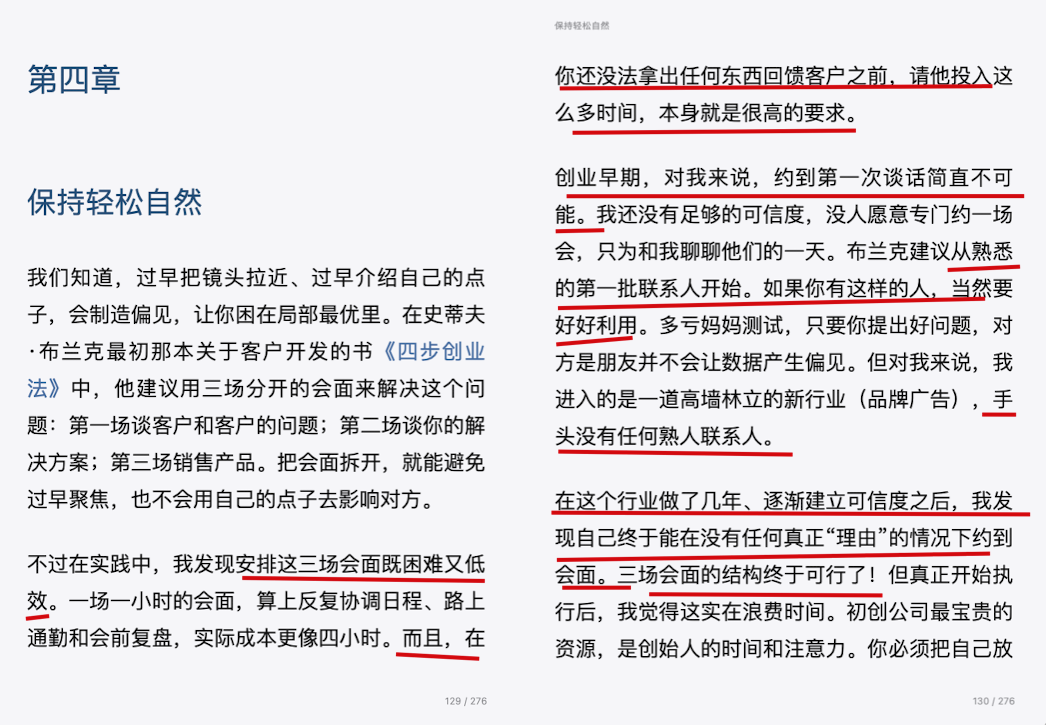 第四章
保持轻松自然
我们知道，过早把镜头拉近、过早介绍自己的点
子，会制造偏见，让你困在局部最优里。在史蒂夫
·布兰克最初那本关于客户开发的书《四步创业
法》中，他建议用三场分开的会面来解决这个问
题：第一场谈客户和客户的问题；第二场谈你的解
决方案；第三场销售产品。把会面拆开，就能避免
过早聚焦，也不会用自己的点子去影响对方。
不过在实践中，我发现安排这三场会面既困难又低
效。一场一小时的会面，算上反复协调日程、路上
通勤和会前复盘，实际成本更像四小时。而且，在
129 / 276
保持轻松自然
你还没法拿出任何东西回馈客户之前，请他投入这
么多时间，本身就是很高的要求。
创业早期，对我来说，约到第一次谈话简直不可
能。我还没有足够的可信度，没人愿意专门约一场
会，只为和我聊聊他们的一天。布兰克建议从熟悉
的第一批联系人开始。如果你有这样的人，当然要
好好利用。多亏妈妈测试，只要你提出好问题，对
方是朋友并不会让数据产生偏见。但对我来说，我
进入的是一道高墙林立的新行业（品牌广告），手
头没有任何熟人联系人。
在这个行业做了几年、逐渐建立可信度之后，我发
现自己终于能在没有任何真正“理由”的情况下约到
会面。三场会面的结构终于可行了！但真正开始执
行后，我觉得这实在浪费时间。初创公司最宝贵的
资源，是创始人的时间和注意力。你必须把自己放
130 / 276